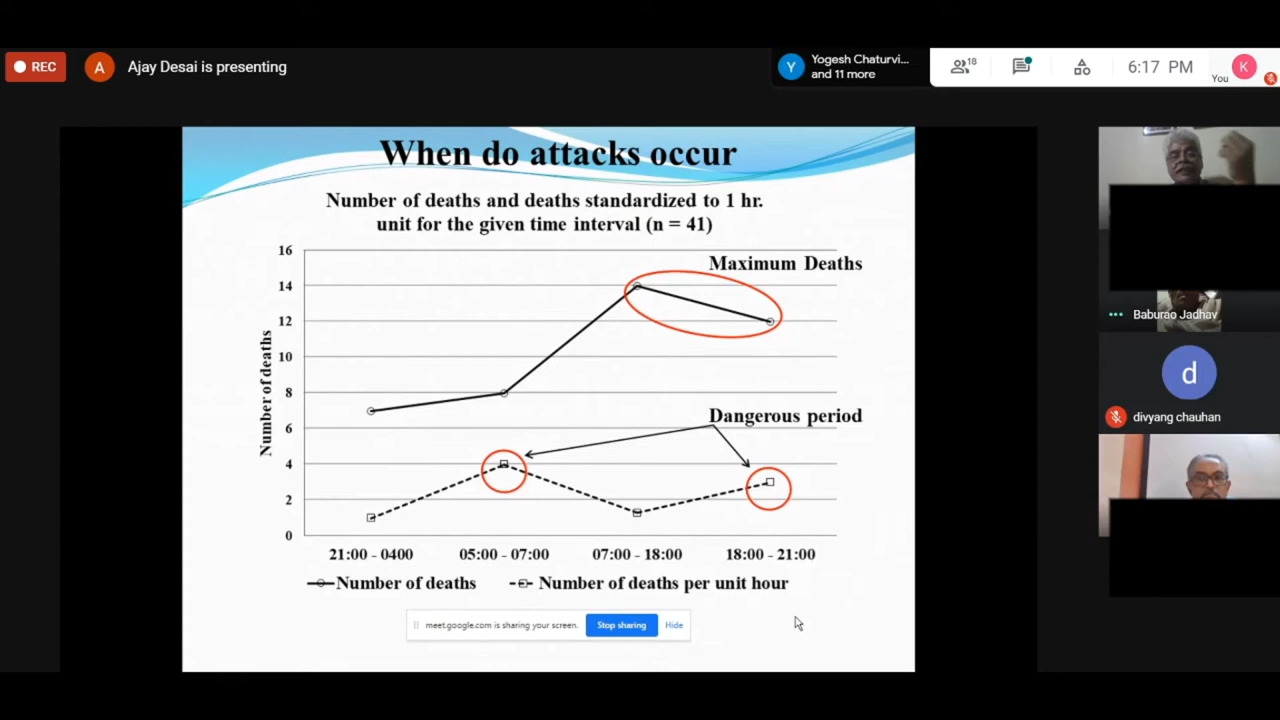 REC
A
Ajay Desai is presenting
Y
Yogesh Chaturvi...
and 11 more
18
6:17 PM
You
K
When do attacks occur
Number of deaths and deaths standardized to 1 hr.
unit for the given time interval (n = 41)
16
14
12
10
8
6
4
2
0
Number of deaths
Maximum Deaths
Dangerous period
21:00 - 0400
05:00 - 07:00
07:00 - 18:00
18:00 - 21:00
Number of deaths
Number of deaths per unit hour
meet.google.com is sharing your screen.
Stop sharing
Hide
Baburao Jadhav
d
divyang chauhan